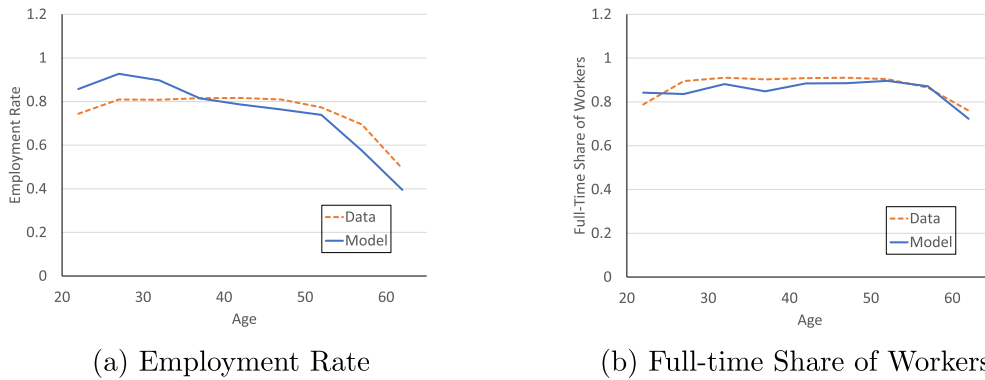 1.2
1
0.8
0.6
0.4
0.2
0
Employment Rate
20 30 40 50 60
Age
Data
Model
(a) Employment Rate
1.2
1
0.8
0.6
0.4
0.2
0
Full-Time Share of Workers
20 30 40 50 60
Age
Data
Model
(b) Full-time Share of Workers